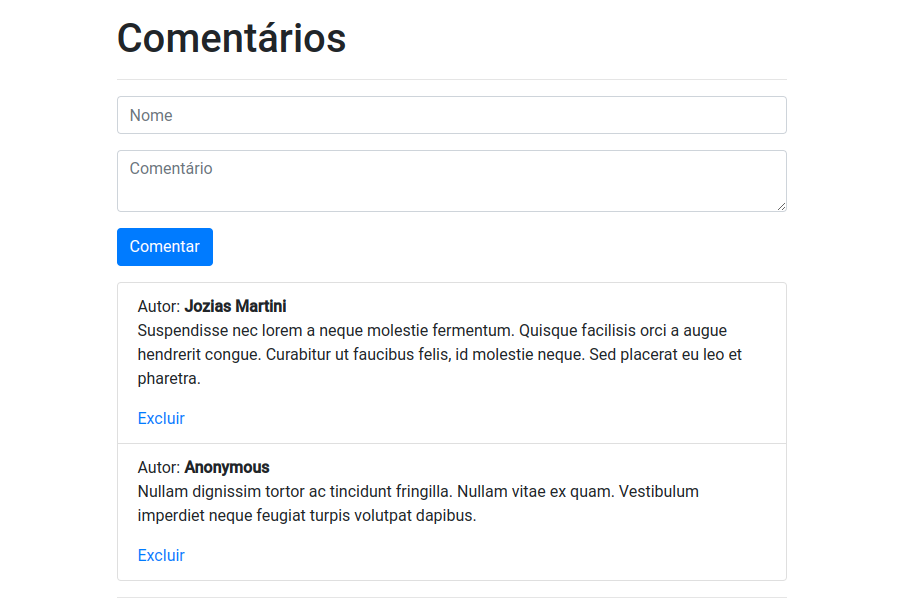 Comentários
Nome
Comentário
Comentar
Autor: Jozias Martini
Suspendisse nec lorem a neque molestie fermentum. Quisque facilisis orci a augue
hendrerit congue. Curabitur ut faucibus felis, id molestie neque. Sed placerat eu leo et
pharetra.
Excluir
Autor: Anonymous
Nullam dignissim tortor ac tincidunt fringilla. Nullam vitae ex quam. Vestibulum
imperdiet neque feugiat turpis volutpat dapibus.
Excluir